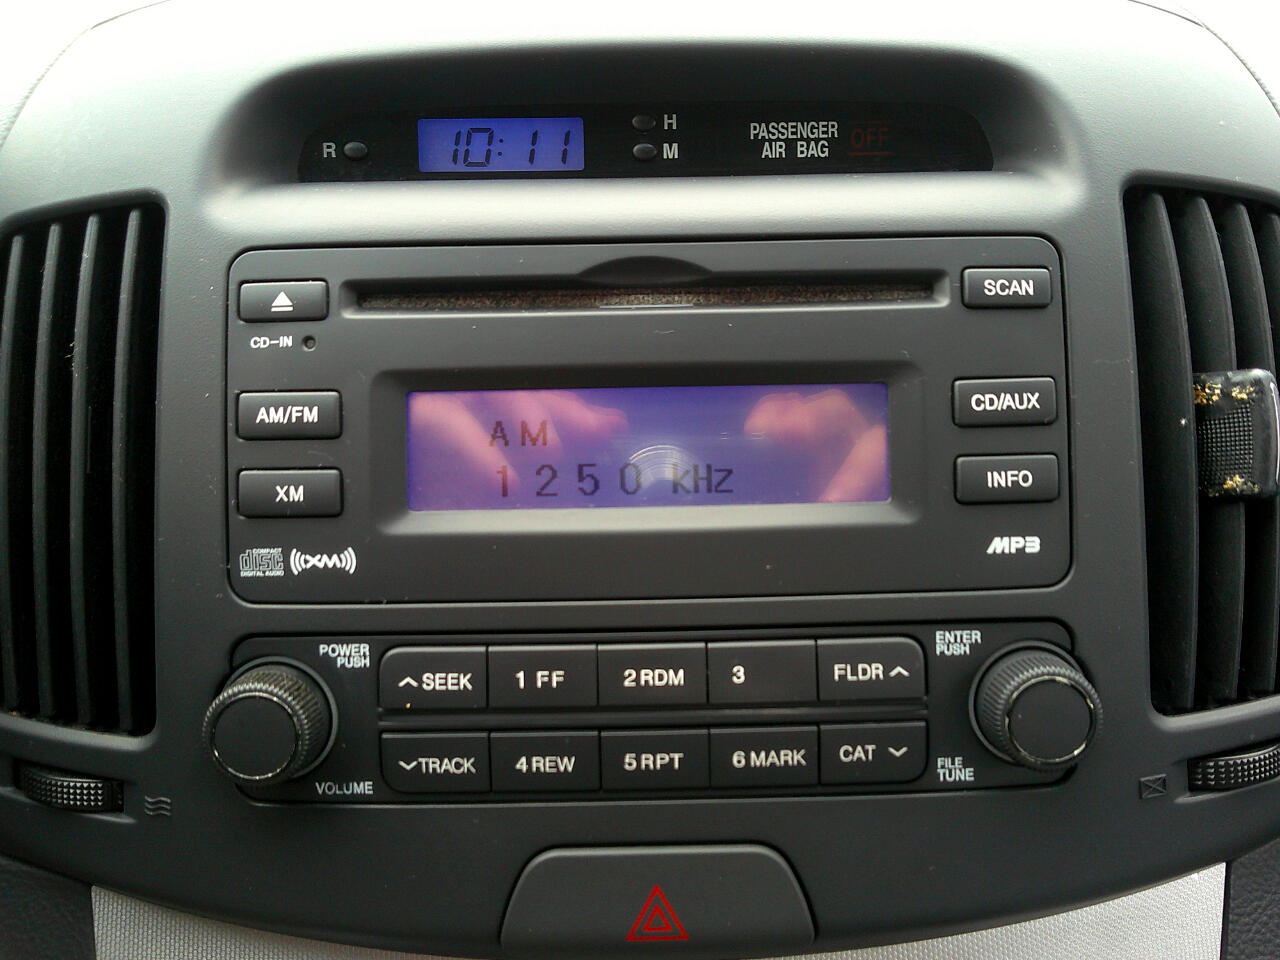 R
10:11
H
M
PASSENGER
AIR BAG OFF
SCAN
CD-IN
AM/FM
AM
CD/AUX
XM
1250 kHz
INFO
COMPACT
disc
DIGITAL AUDIO
((XM))
MP3
POWER
PUSH
SEEK
1 FF
2 RDM
3
FLDR
ENTER
PUSH
TRACK
4 REW
5 RPT
6 MARK
CAT
VOLUME
FILE
TUNE